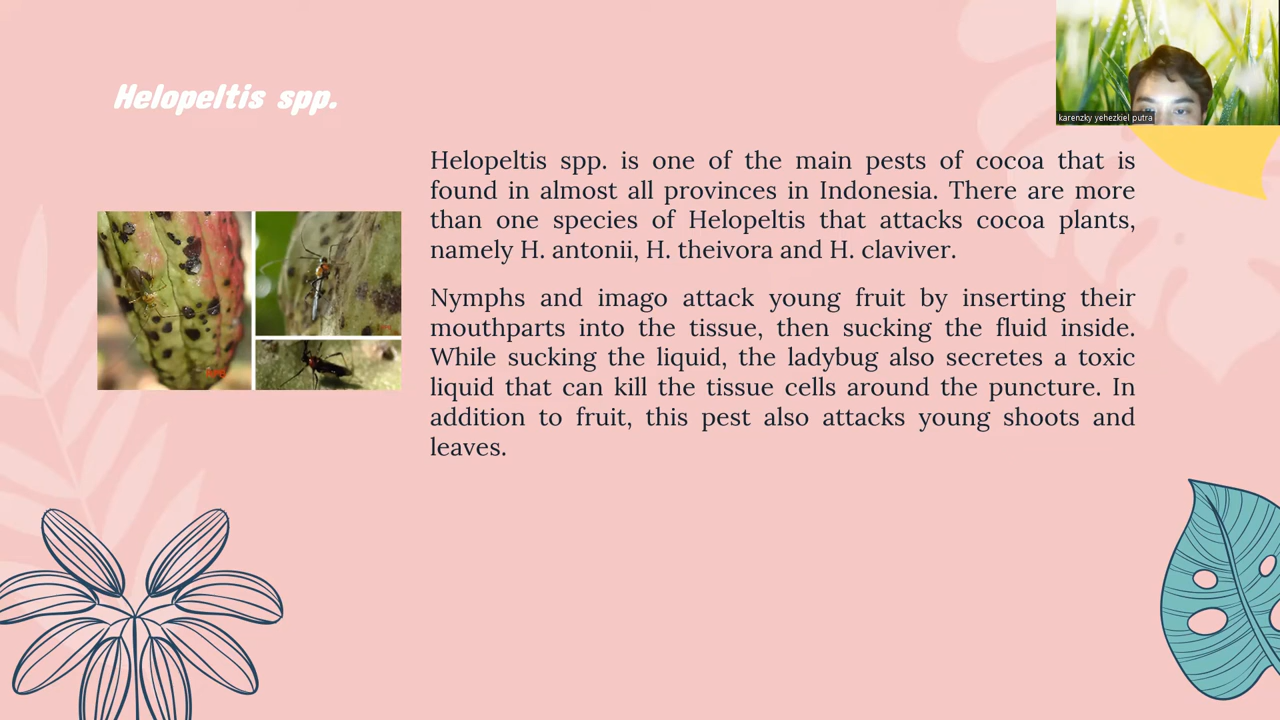 karenzky yehezkiel putra
Helopeltis spp.
Helopeltis spp. is one of the main pests of cocoa that is
found in almost all provinces in Indonesia. There are more
than one species of Helopeltis that attacks cocoa plants,
namely H. antonii, H. theivora and H. claviver.
Nymphs and imago attack young fruit by inserting their
mouthparts into the tissue, then sucking the fluid inside.
While sucking the liquid, the ladybug also secretes a toxic
liquid that can kill the tissue cells around the puncture. In
addition to fruit, this pest also attacks young shoots and
leaves.